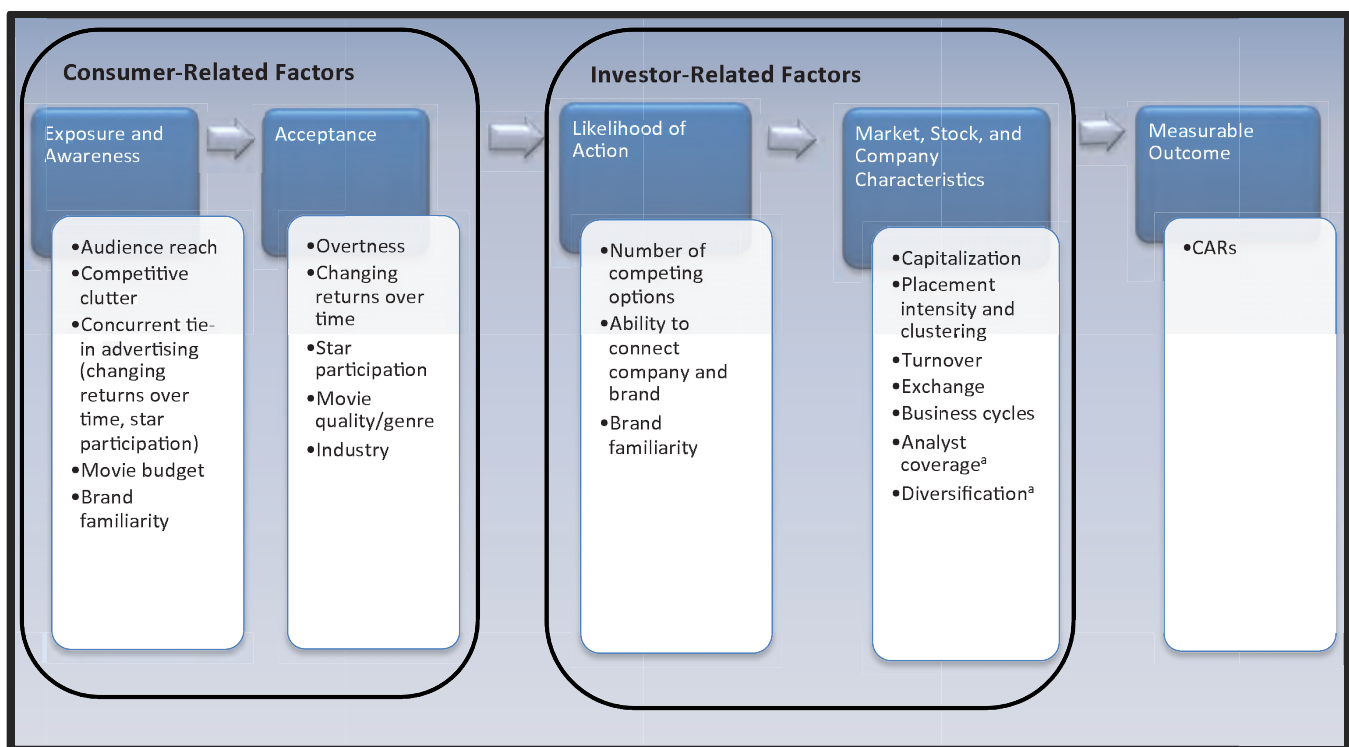 Consumer-Related Factors
Exposure and
Awareness
•Audience reach
•Competitive
clutter
•Concurrent tie-
in advertising
(changing
returns over
time, star
participation)
•Movie budget
•Brand
familiarity
Acceptance
•Overtness
•Changing
returns over
time
•Star
participation
•Movie
quality/genre
•Industry
Investor-Related Factors
Likelihood of
Action
•Number of
competing
options
•Ability to
connect
company and
brand
•Brand
familiarity
Market, Stock, and
Company
Characteristics
•Capitalization
•Placement
intensity and
clustering
•Turnover
•Exchange
•Business cycles
•Analyst
coverageᵃ
•Diversificationᵃ
Measurable
Outcome
•CARs